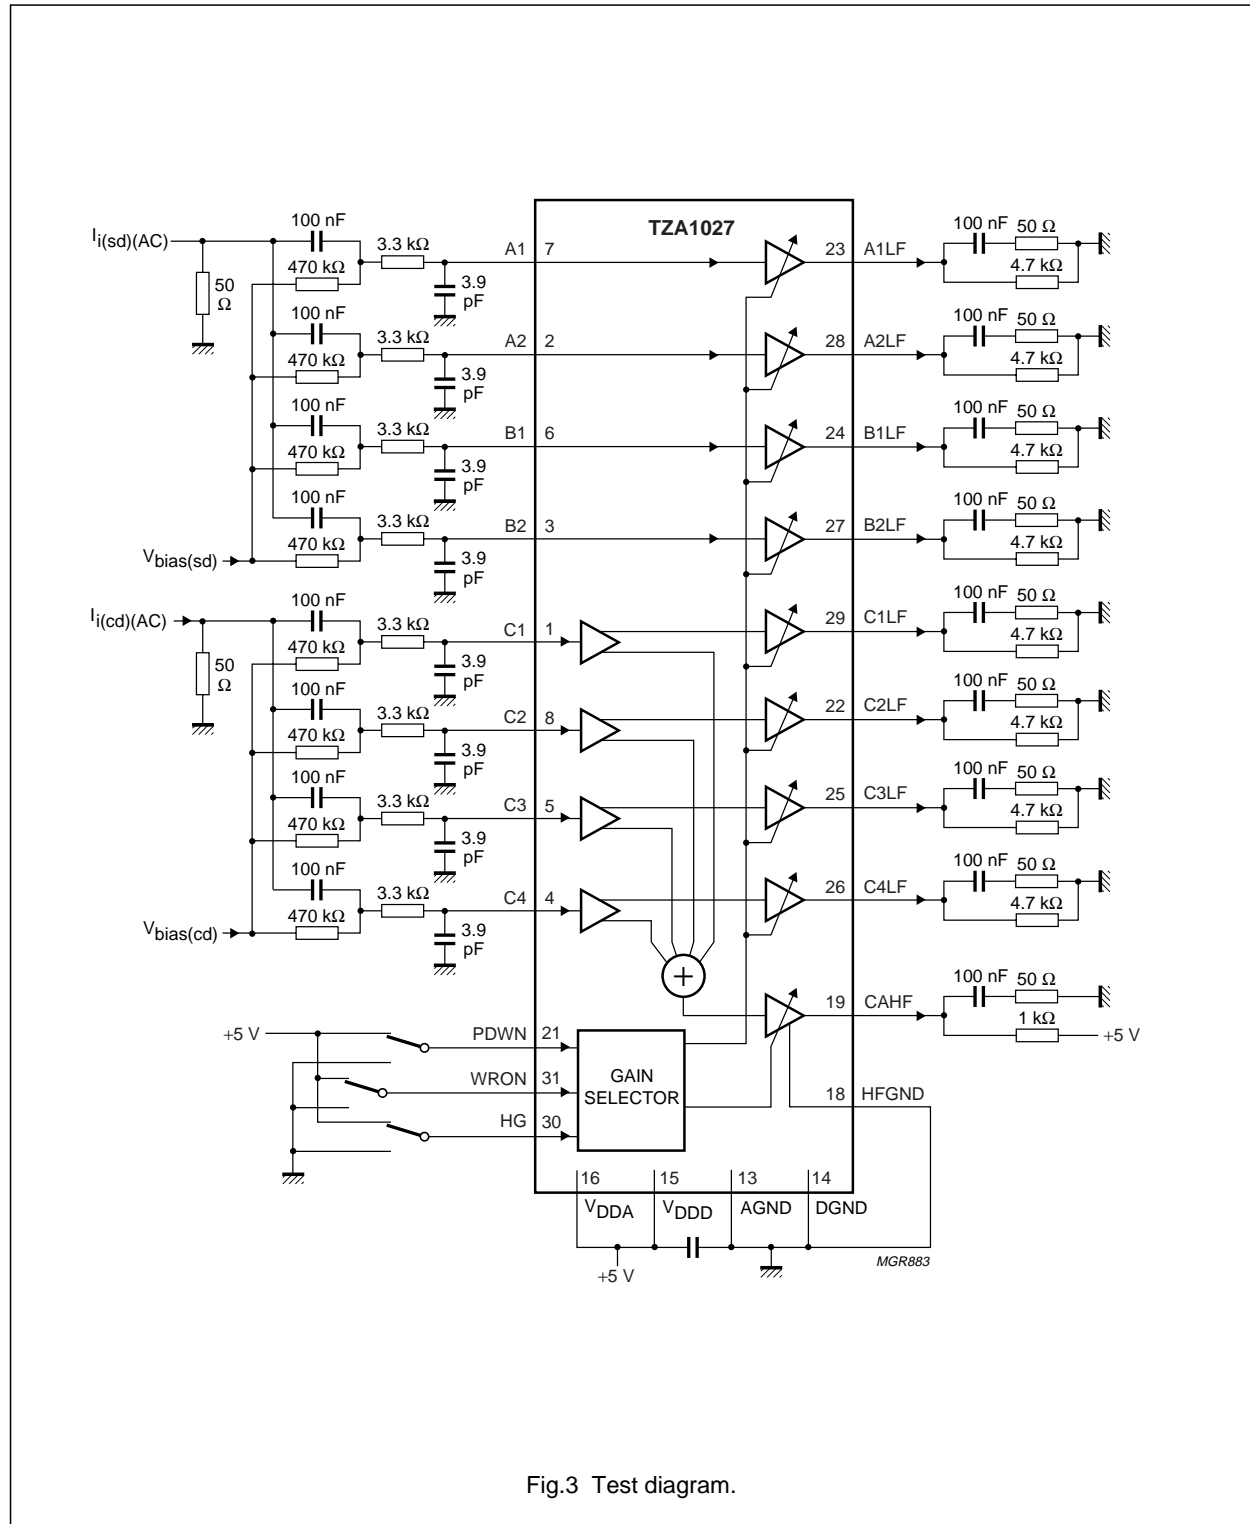 TZA1027
I i(sd)(AC)
50 Ω
100 nF
470 kΩ
3.3 kΩ
3.9 pF
A1
7
23
A1LF
100 nF
50 Ω
4.7 kΩ
100 nF
470 kΩ
3.3 kΩ
3.9 pF
A2
2
28
A2LF
100 nF
50 Ω
4.7 kΩ
100 nF
470 kΩ
3.3 kΩ
3.9 pF
B1
6
24
B1LF
100 nF
50 Ω
4.7 kΩ
100 nF
470 kΩ
3.3 kΩ
3.9 pF
B2
3
27
B2LF
100 nF
50 Ω
4.7 kΩ
Vbias(sd)
I i(cd)(AC)
50 Ω
100 nF
470 kΩ
3.3 kΩ
3.9 pF
C1
1
29
C1LF
100 nF
50 Ω
4.7 kΩ
100 nF
470 kΩ
3.3 kΩ
3.9 pF
C2
8
22
C2LF
100 nF
50 Ω
4.7 kΩ
100 nF
470 kΩ
3.3 kΩ
3.9 pF
C3
5
25
C3LF
100 nF
50 Ω
4.7 kΩ
100 nF
470 kΩ
3.3 kΩ
3.9 pF
C4
4
26
C4LF
100 nF
50 Ω
4.7 kΩ
Vbias(cd)
+
19
CAHF
100 nF
50 Ω
1 kΩ
+5 V
+5 V
PDWN
21
WRON
31
HG
30
GAIN
SELECTOR
18
HFGND
16
15
13
14
VDDA
VDDD
AGND
DGND
+5 V
MGR883
Fig.3 Test diagram.